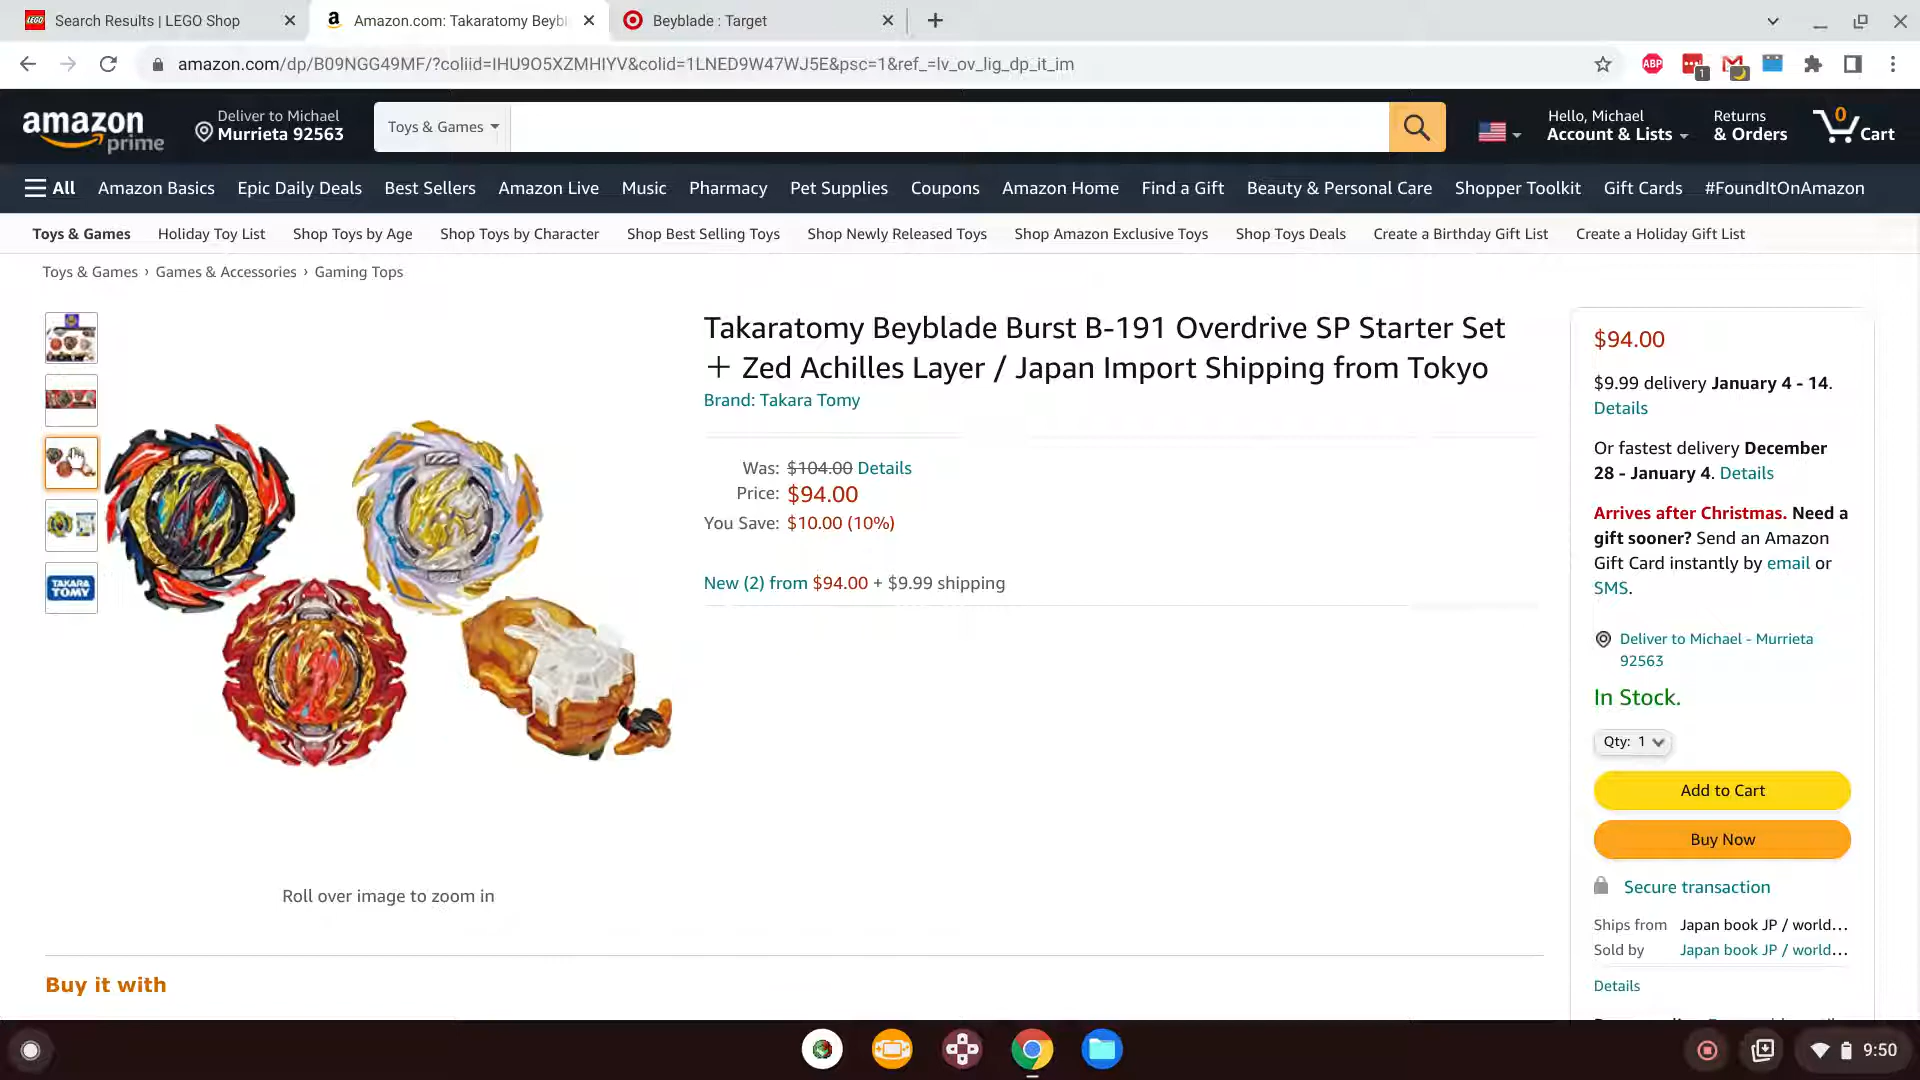 Search Results | LEGO Shop
Amazon.com: Takaratomy Beybl
Beyblade : Target
amazon.com/dp/B09NGG49MF/?coliid=IHU9O5XZMHIYV&colid=1LNED9W47WJ5E&psc=1&ref_=lv_ov_lig_dp_it_im
ABP
1
amazon prime
Deliver to Michael
Murrieta 92563
Toys & Games
Hello, Michael
Account & Lists
Returns
& Orders
0
Cart
All
Amazon Basics
Epic Daily Deals
Best Sellers
Amazon Live
Music
Pharmacy
Pet Supplies
Coupons
Amazon Home
Find a Gift
Beauty & Personal Care
Shopper Toolkit
Gift Cards
#FoundItOnAmazon
Toys & Games
Holiday Toy List
Shop Toys by Age
Shop Toys by Character
Shop Best Selling Toys
Shop Newly Released Toys
Shop Amazon Exclusive Toys
Shop Toys Deals
Create a Birthday Gift List
Create a Holiday Gift List
Toys & Games › Games & Accessories › Gaming Tops
TAKARA
TOMY
Roll over image to zoom in
Takaratomy Beyblade Burst B-191 Overdrive SP Starter Set
＋ Zed Achilles Layer / Japan Import Shipping from Tokyo
Brand: Takara Tomy
Was: $104.00 Details
Price: $94.00
You Save: $10.00 (10%)
New (2) from $94.00 + $9.99 shipping
$94.00
$9.99 delivery January 4 - 14.
Details
Or fastest delivery December
28 - January 4. Details
Arrives after Christmas. Need a
gift sooner? Send an Amazon
Gift Card instantly by email or
SMS.
Deliver to Michael - Murrieta
92563
In Stock.
Qty: 1
Add to Cart
Buy Now
Secure transaction
Ships from Japan book JP / world...
Sold by Japan book JP / world...
Details
Buy it with
9:50